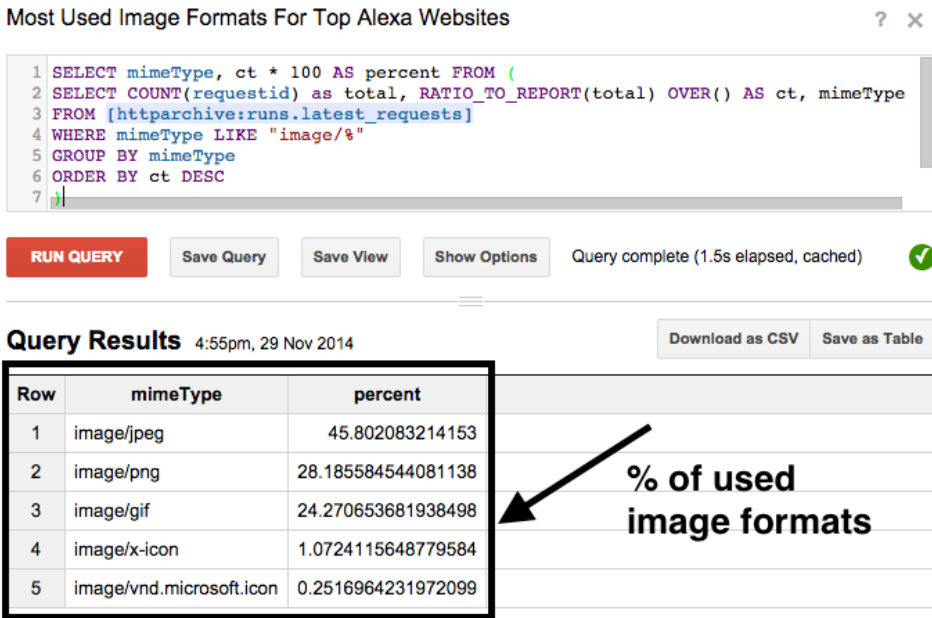 Most Used Image Formats For Top Alexa Websites ? ×
1 SELECT mimeType, ct * 100 AS percent FROM (
2 SELECT COUNT(requestid) as total, RATIO_TO_REPORT(total) OVER() AS ct, mimeType
3 FROM [httparchive:runs.latest_requests]
4 WHERE mimeType LIKE "image/%"
5 GROUP BY mimeType
6 ORDER BY ct DESC
7 )
RUN QUERY Save Query Save View Show Options Query complete (1.5s elapsed, cached)
Query Results 4:55pm, 29 Nov 2014 Download as CSV Save as Table
Row mimeType percent
1 image/jpeg 45.802083214153
2 image/png 28.185584544081138
3 image/gif 24.270653681938498
4 image/x-icon 1.0724115648779584
5 image/vnd.microsoft.icon 0.2516964231972099
% of used
image formats